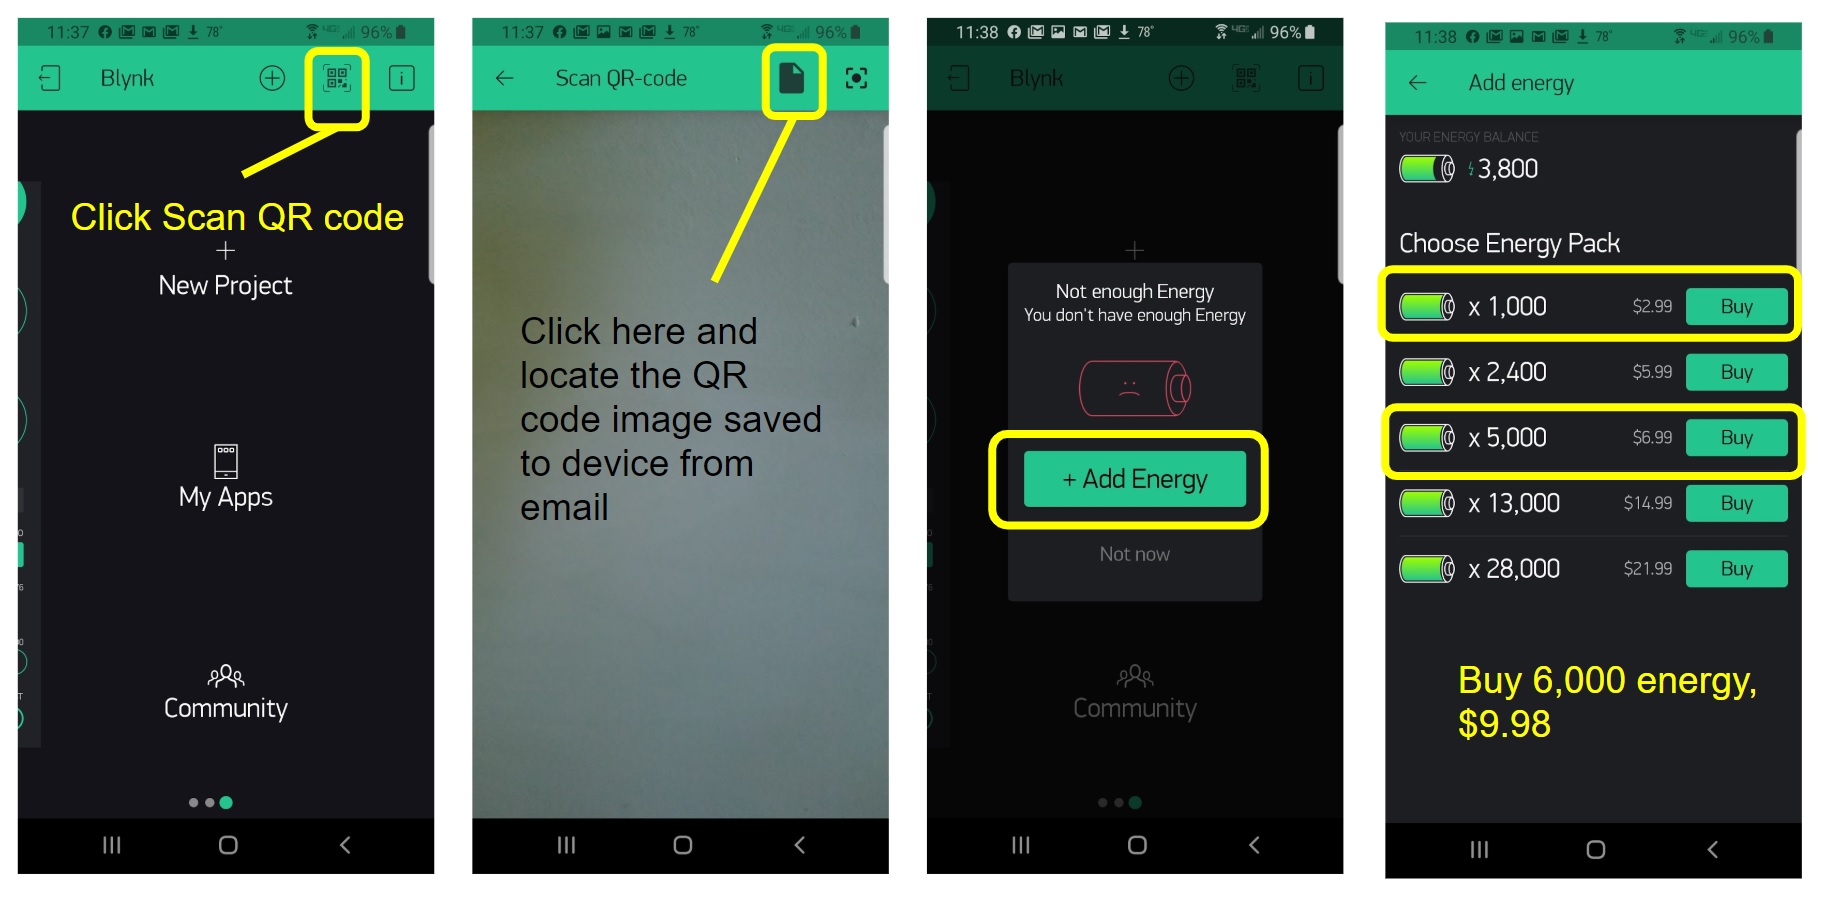 11:37 78° 96%
Blynk
Click Scan QR code
New Project
My Apps
Community
11:37 78° 96%
Scan QR-code
Click here and
locate the QR
code image saved
to device from
email
11:38 78° 96%
Blynk
Not enough Energy
You don't have enough Energy
+ Add Energy
Not now
Community
11:38 78° 96%
Add energy
YOUR ENERGY BALANCE
3,800
Choose Energy Pack
x 1,000 $2.99 Buy
x 2,400 $5.99 Buy
x 5,000 $6.99 Buy
x 13,000 $14.99 Buy
x 28,000 $21.99 Buy
Buy 6,000 energy,
$9.98